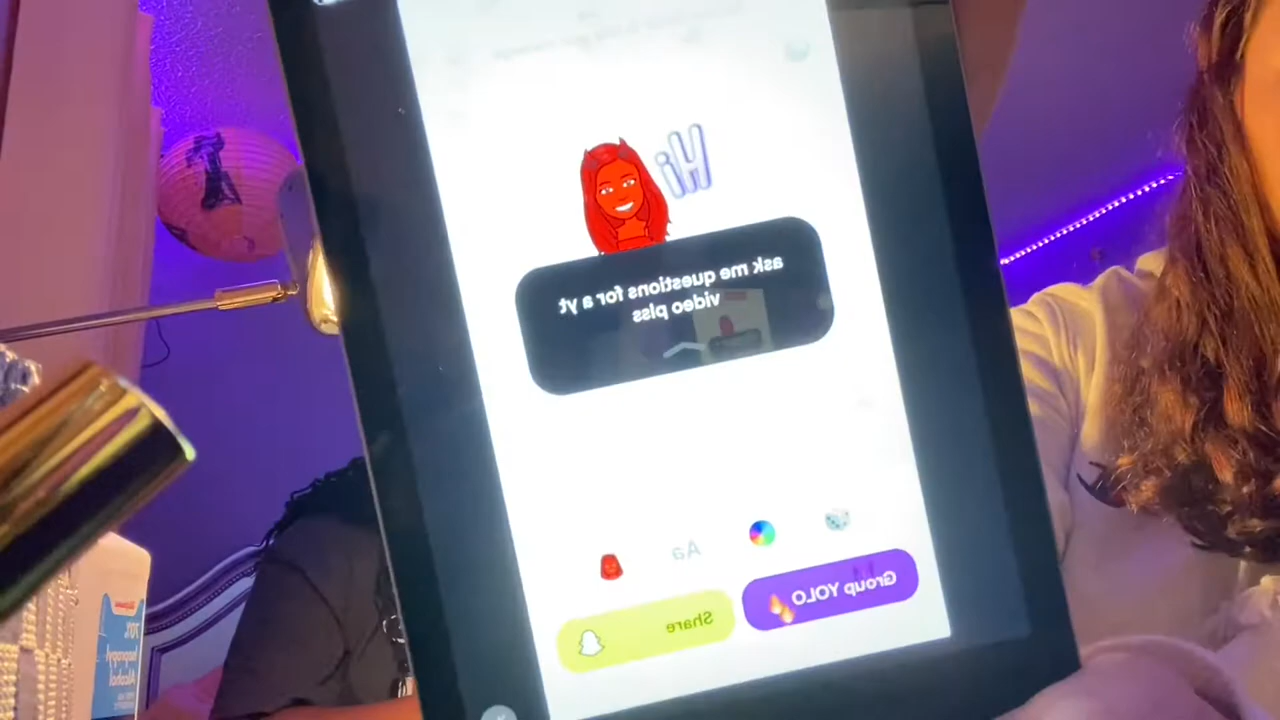 Hi
ask me questions for a yt
video plss
Aa
Group YOLO
Share
70%
Isopropyl
Alcohol